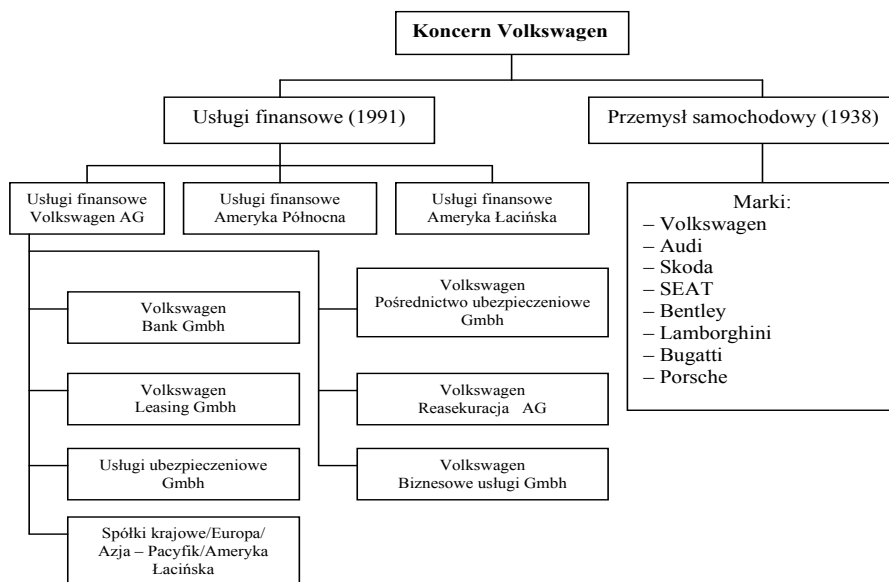 Koncern Volkswagen
Usługi finansowe (1991)
Przemysł samochodowy (1938)
Usługi finansowe
Volkswagen AG
Usługi finansowe
Ameryka Północna
Usługi finansowe
Ameryka Łacińska
Marki:
– Volkswagen
– Audi
– Skoda
– SEAT
– Bentley
– Lamborghini
– Bugatti
– Porsche
Volkswagen
Bank Gmbh
Volkswagen
Pośrednictwo ubezpieczeniowe
Gmbh
Volkswagen
Leasing Gmbh
Volkswagen
Reasekuracja AG
Usługi ubezpieczeniowe
Gmbh
Volkswagen
Biznesowe usługi Gmbh
Spółki krajowe/Europa/
Azja – Pacyfik/Ameryka
Łacińska